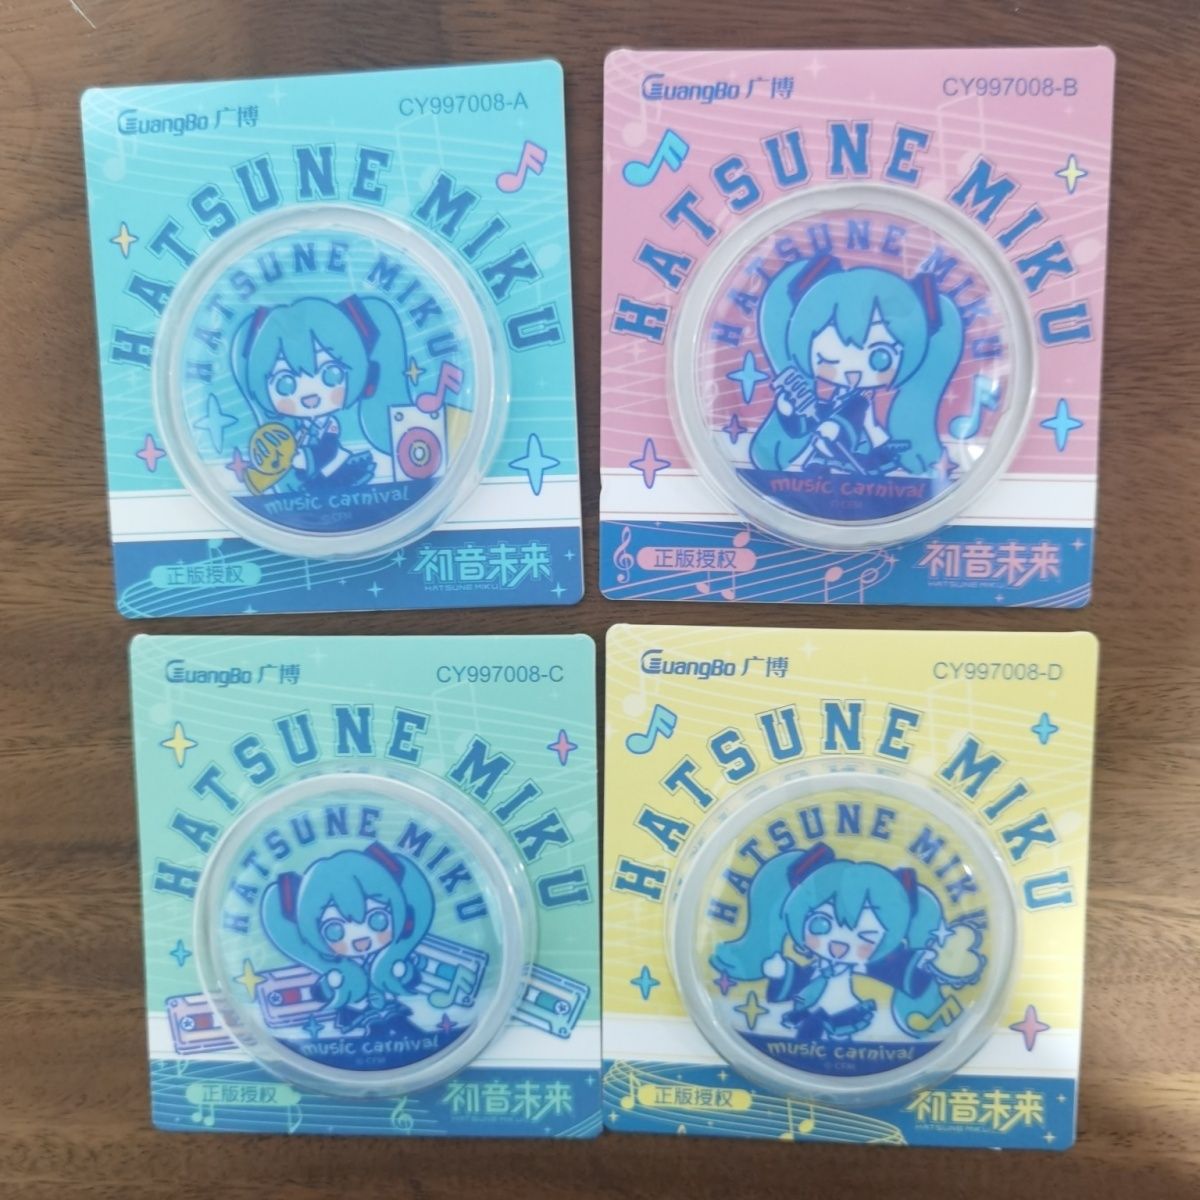 GuangBo 广博
CY997008-A
HATSUNE MIKU
HATSUNE MIKU
music carnival
© CFM
正版授权
初音未来
HATSUNE MIKU
GuangBo 广博
CY997008-B
HATSUNE MIKU
HATSUNE MIKU
music carnival
© CFM
正版授权
初音未来
HATSUNE MIKU
GuangBo 广博
CY997008-C
HATSUNE MIKU
HATSUNE MIKU
music carnival
© CFM
正版授权
初音未来
GuangBo 广博
CY997008-D
HATSUNE MIKU
HATSUNE MIKU
music carnival
© CFM
正版授权
初音未来
HATSUNE MIKU